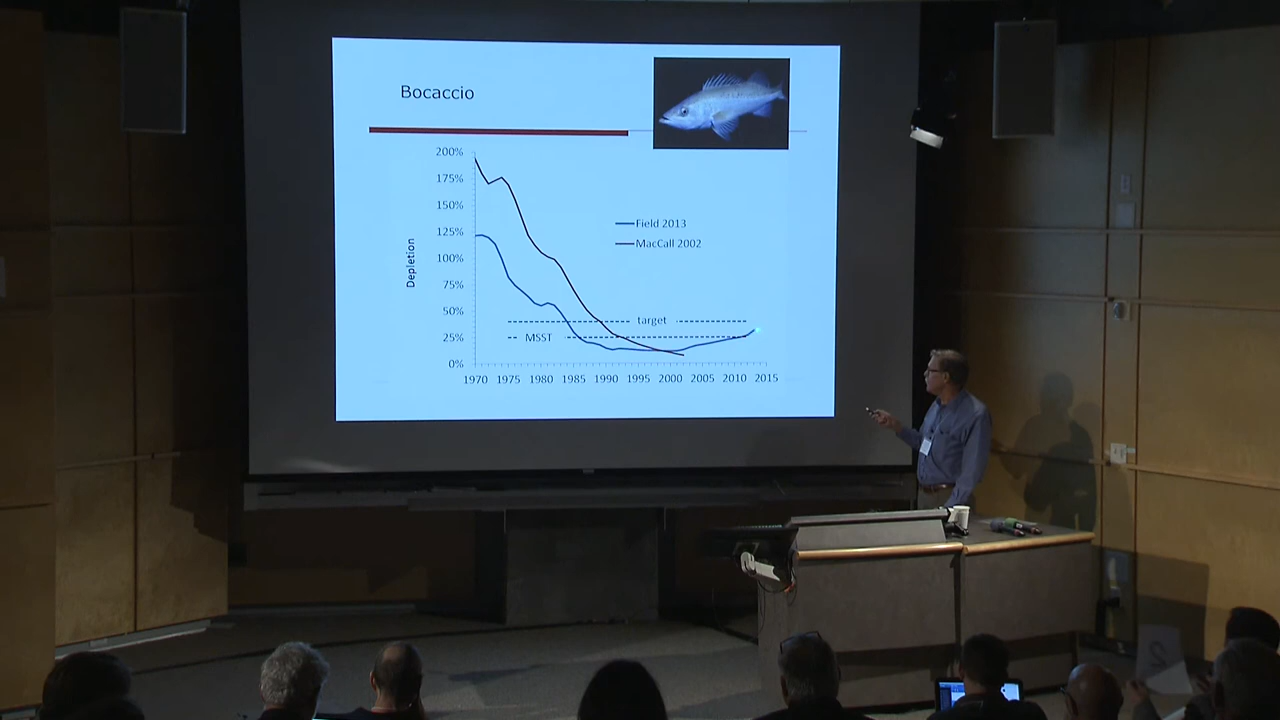 Bocaccio
200%
175%
150%
125%
100%
75%
50%
25%
0%
Depletion
Field 2013
MacCall 2002
target
MSST
1970 1975 1980 1985 1990 1995 2000 2005 2010 2015